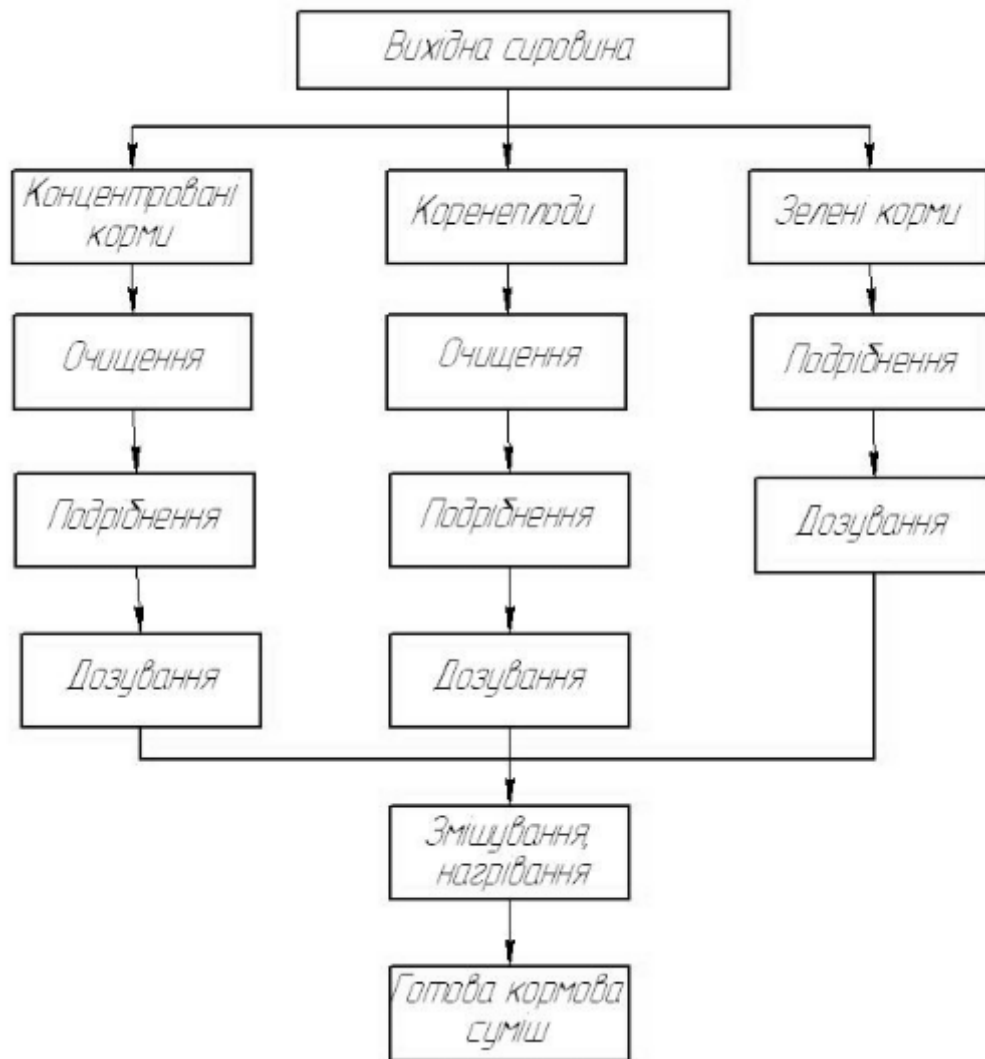 Вихідна сировина
Концентровані
корми
Коренеплоди
Зелені корми
Очищення
Очищення
Подрібнення
Подрібнення
Подрібнення
Дозування
Дозування
Дозування
Змішування,
нагрівання
Готова кормова
суміш